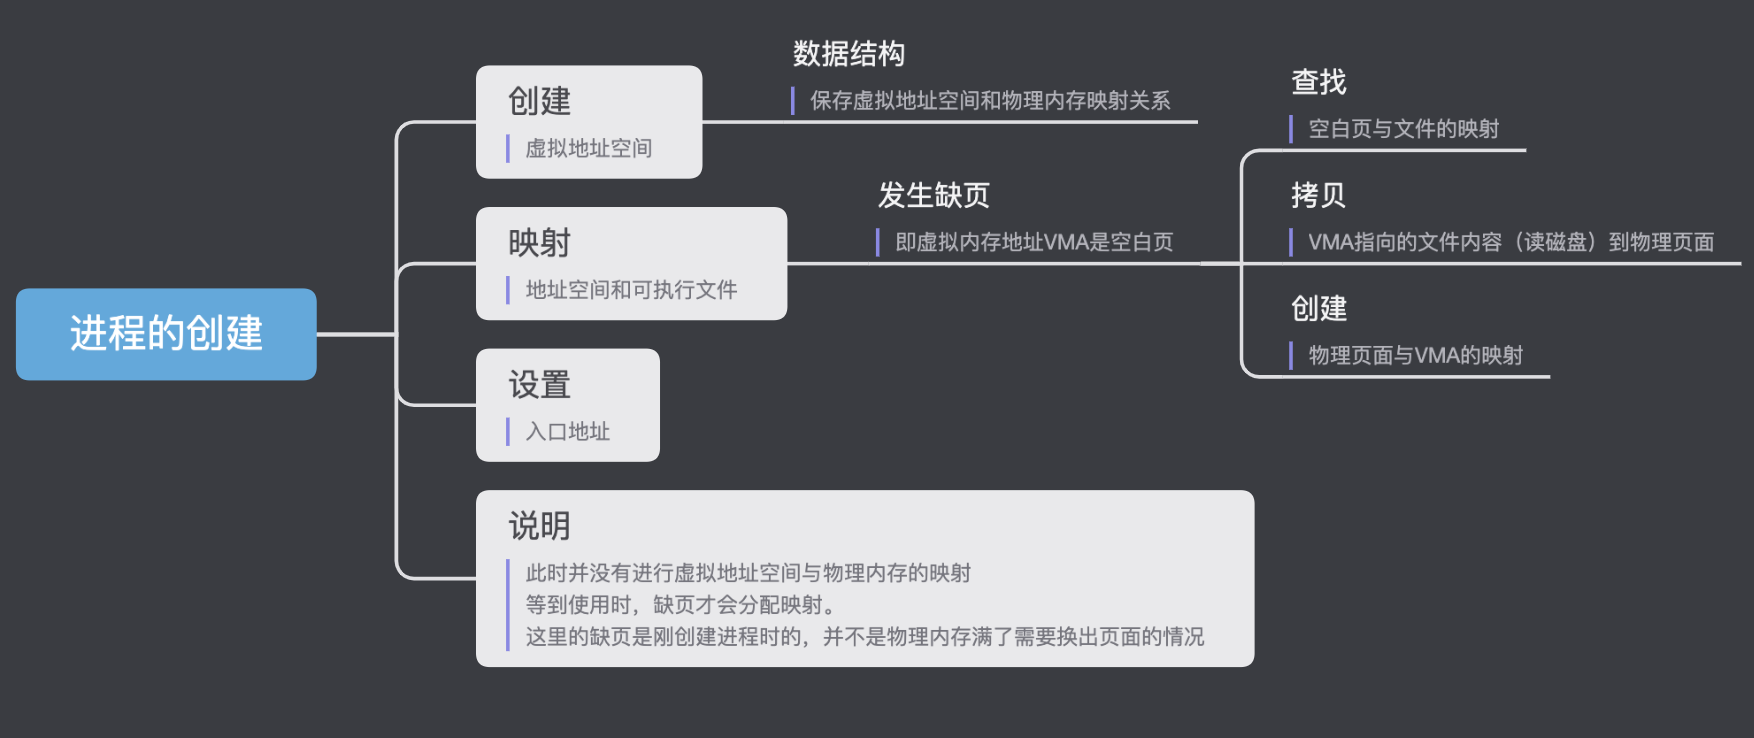 进程的创建
创建
虚拟地址空间
数据结构
保存虚拟地址空间和物理内存映射关系
映射
地址空间和可执行文件
发生缺页
即虚拟内存地址VMA是空白页
查找
空白页与文件的映射
拷贝
VMA指向的文件内容（读磁盘）到物理页面
创建
物理页面与VMA的映射
设置
入口地址
说明
此时并没有进行虚拟地址空间与物理内存的映射
等到使用时，缺页才会分配映射。
这里的缺页是刚创建进程时的，并不是物理内存满了需要换出页面的情况